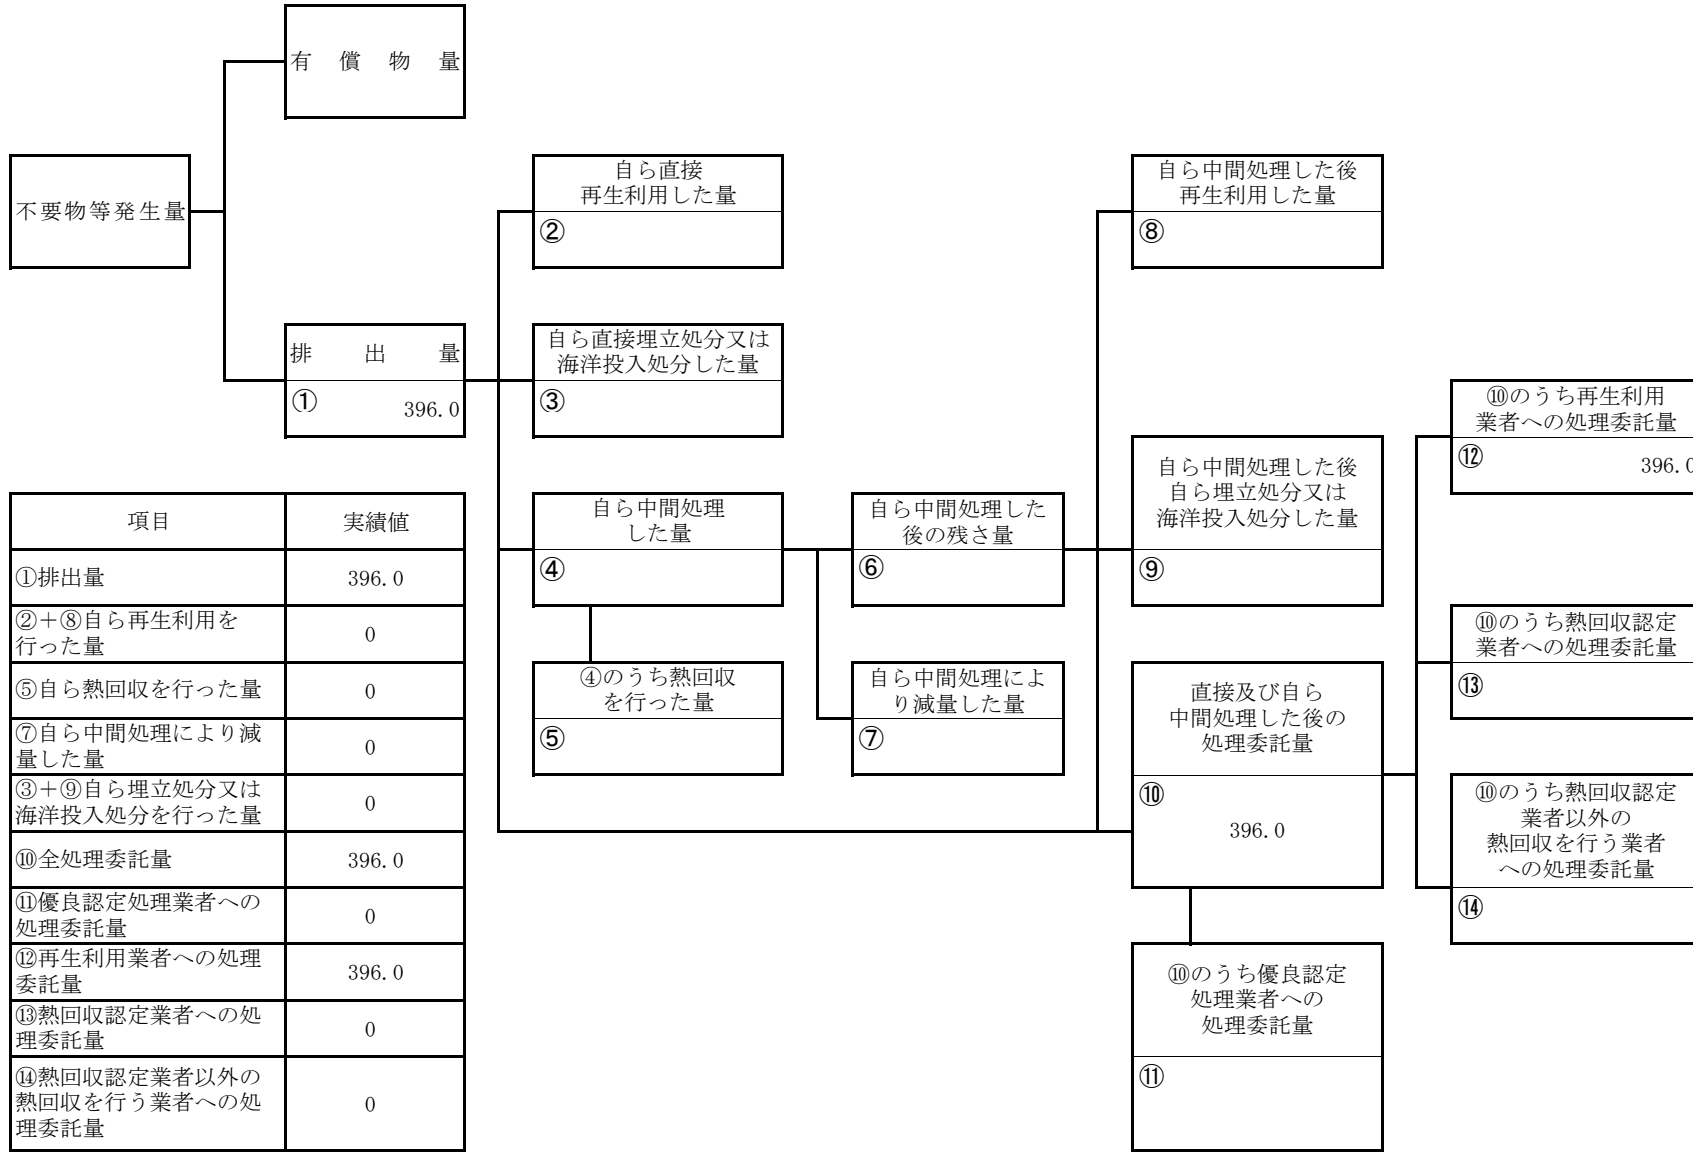 有償物量
不要物等発生量
排出量
①
396.0
自ら直接
再生利用した量
②
自ら直接埋立処分又は
海洋投入処分した量
③
自ら中間処理
した量
④
④のうち熱回収
を行った量
⑤
自ら中間処理した
後の残さ量
⑥
自ら中間処理によ
り減量した量
⑦
自ら中間処理した後
再生利用した量
⑧
自ら中間処理した後
自ら埋立処分又は
海洋投入処分した量
⑨
直接及び自ら
中間処理した後の
処理委託量
⑩
396.0
⑩のうち優良認定
処理業者への
処理委託量
⑪
⑩のうち再生利用
業者への処理委託量
⑫
396.0
⑩のうち熱回収認定
業者への処理委託量
⑬
⑩のうち熱回収認定
業者以外の
熱回収を行う業者
への処理委託量
⑭
項目 実績値
①排出量 396.0
②＋⑧自ら再生利用を
行った量 0
⑤自ら熱回収を行った量 0
⑦自ら中間処理により減
量した量 0
③＋⑨自ら埋立処分又は
海洋投入処分を行った量 0
⑩全処理委託量 396.0
⑪優良認定処理業者への
処理委託量 0
⑫再生利用業者への処理
委託量 396.0
⑬熱回収認定業者への処
理委託量 0
⑭熱回収認定業者以外の
熱回収を行う業者への処
理委託量 0